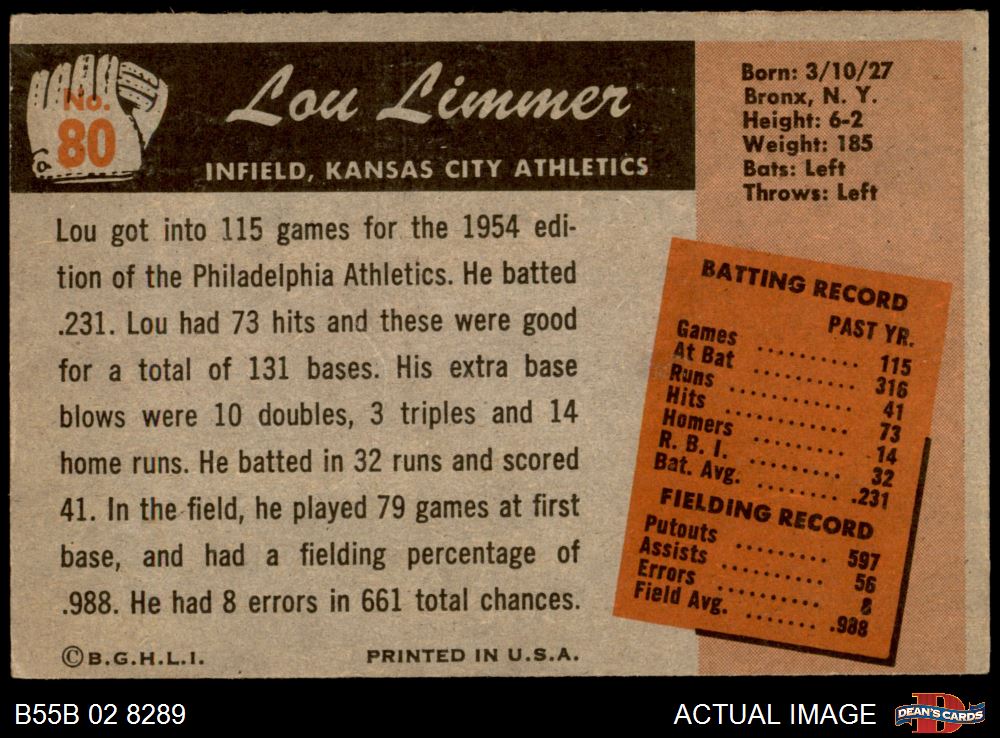 No.
80
Lou Limmer
INFIELD, KANSAS CITY ATHLETICS
Born: 3/10/27
Bronx, N. Y.
Height: 6-2
Weight: 185
Bats: Left
Throws: Left
Lou got into 115 games for the 1954 edi-
tion of the Philadelphia Athletics. He batted
.231. Lou had 73 hits and these were good
for a total of 131 bases. His extra base
blows were 10 doubles, 3 triples and 14
home runs. He batted in 32 runs and scored
41. In the field, he played 79 games at first
base, and had a fielding percentage of
.988. He had 8 errors in 661 total chances.
BATTING RECORD
PAST YR.
Games .......... 115
At Bat .......... 316
Runs ............ 41
Hits ............ 73
Homers .......... 14
R. B. I. ......... 32
Bat. Avg. ........ .231
FIELDING RECORD
Putouts ......... 597
Assists .......... 56
Errors .......... 8
Field Avg. ........ .988
©B.G.H.L.I.
PRINTED IN U.S.A.
B55B 02 8289
ACTUAL IMAGE
DEAN'S CARDS